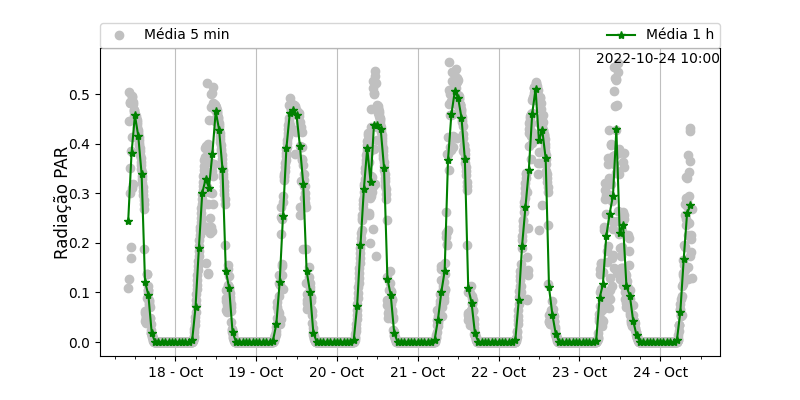 Média 5 min
Média 1 h
2022-10-24 10:00
Radiação PAR
0.5
0.4
0.3
0.2
0.1
0.0
18 - Oct
19 - Oct
20 - Oct
21 - Oct
22 - Oct
23 - Oct
24 - Oct